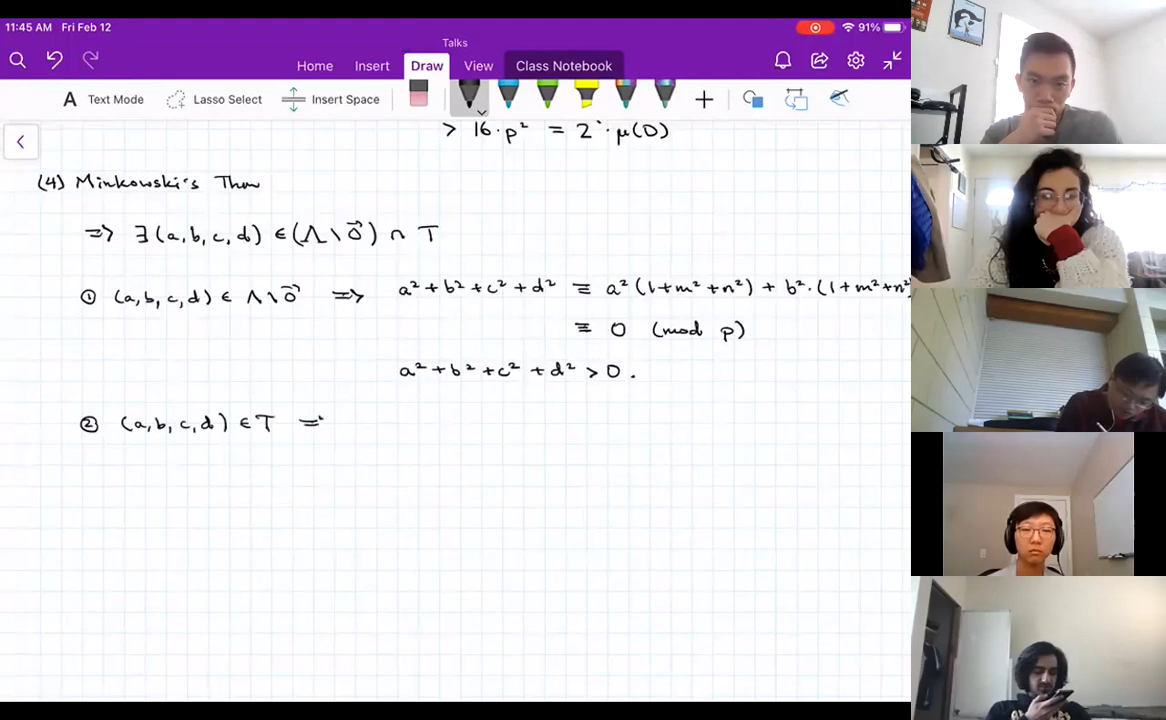 11:45 AM Fri Feb 12 91%
Talks
Home Insert Draw View Class Notebook
Text Mode Lasso Select Insert Space
> 16·p² = 2 · μ(D)
(4) Minkowski's Thm
=> ∃ (a,b,c,d) ∈ (Λ \ 0⃗) ∩ T
① (a,b,c,d) ∈ Λ \ 0⃗ => a² + b² + c² + d² ≡ a² (1+m²+n²) + b²·(1+m²+n²
≡ 0 (mod p)
a² + b² + c² + d² > 0.
② (a,b,c,d) ∈ T =